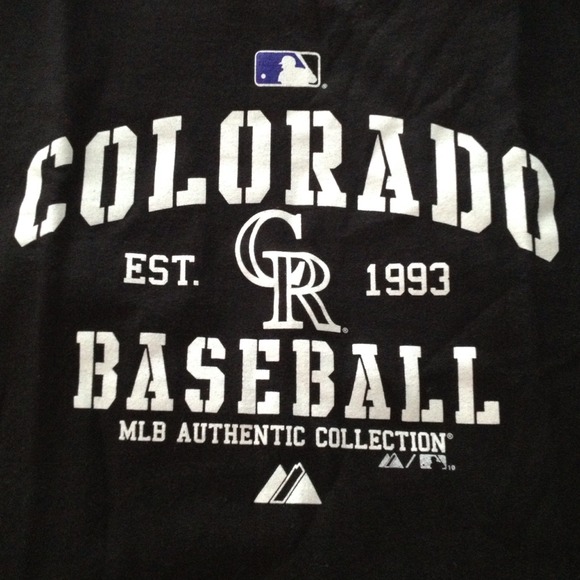 COLORADO
EST. CR® 1993
BASEBALL
MLB AUTHENTIC COLLECTION®